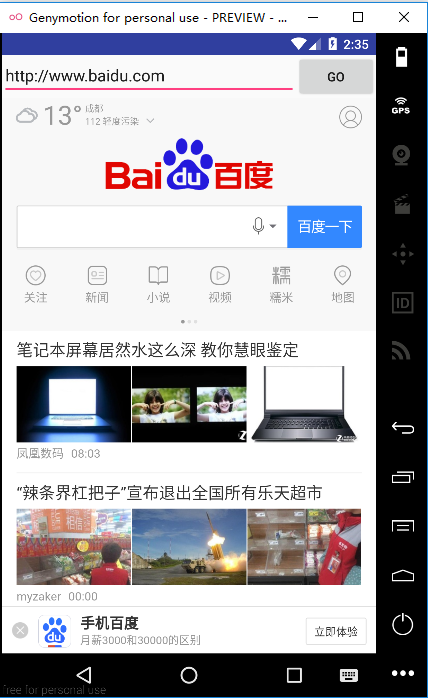 Genymotion for personal use - PREVIEW - ...
2:35
http://www.baidu.com
GO
13° 成都
112 轻度污染
Bai du 百度
百度一下
关注 新闻 小说 视频 糯米 地图
糯
笔记本屏幕居然水这么深 教你慧眼鉴定
凤凰数码 08:03
“辣条界杠把子”宣布退出全国所有乐天超市
myzaker 00:00
手机百度
月薪3000和30000的区别
立即体验
free for personal use
GPS
ID